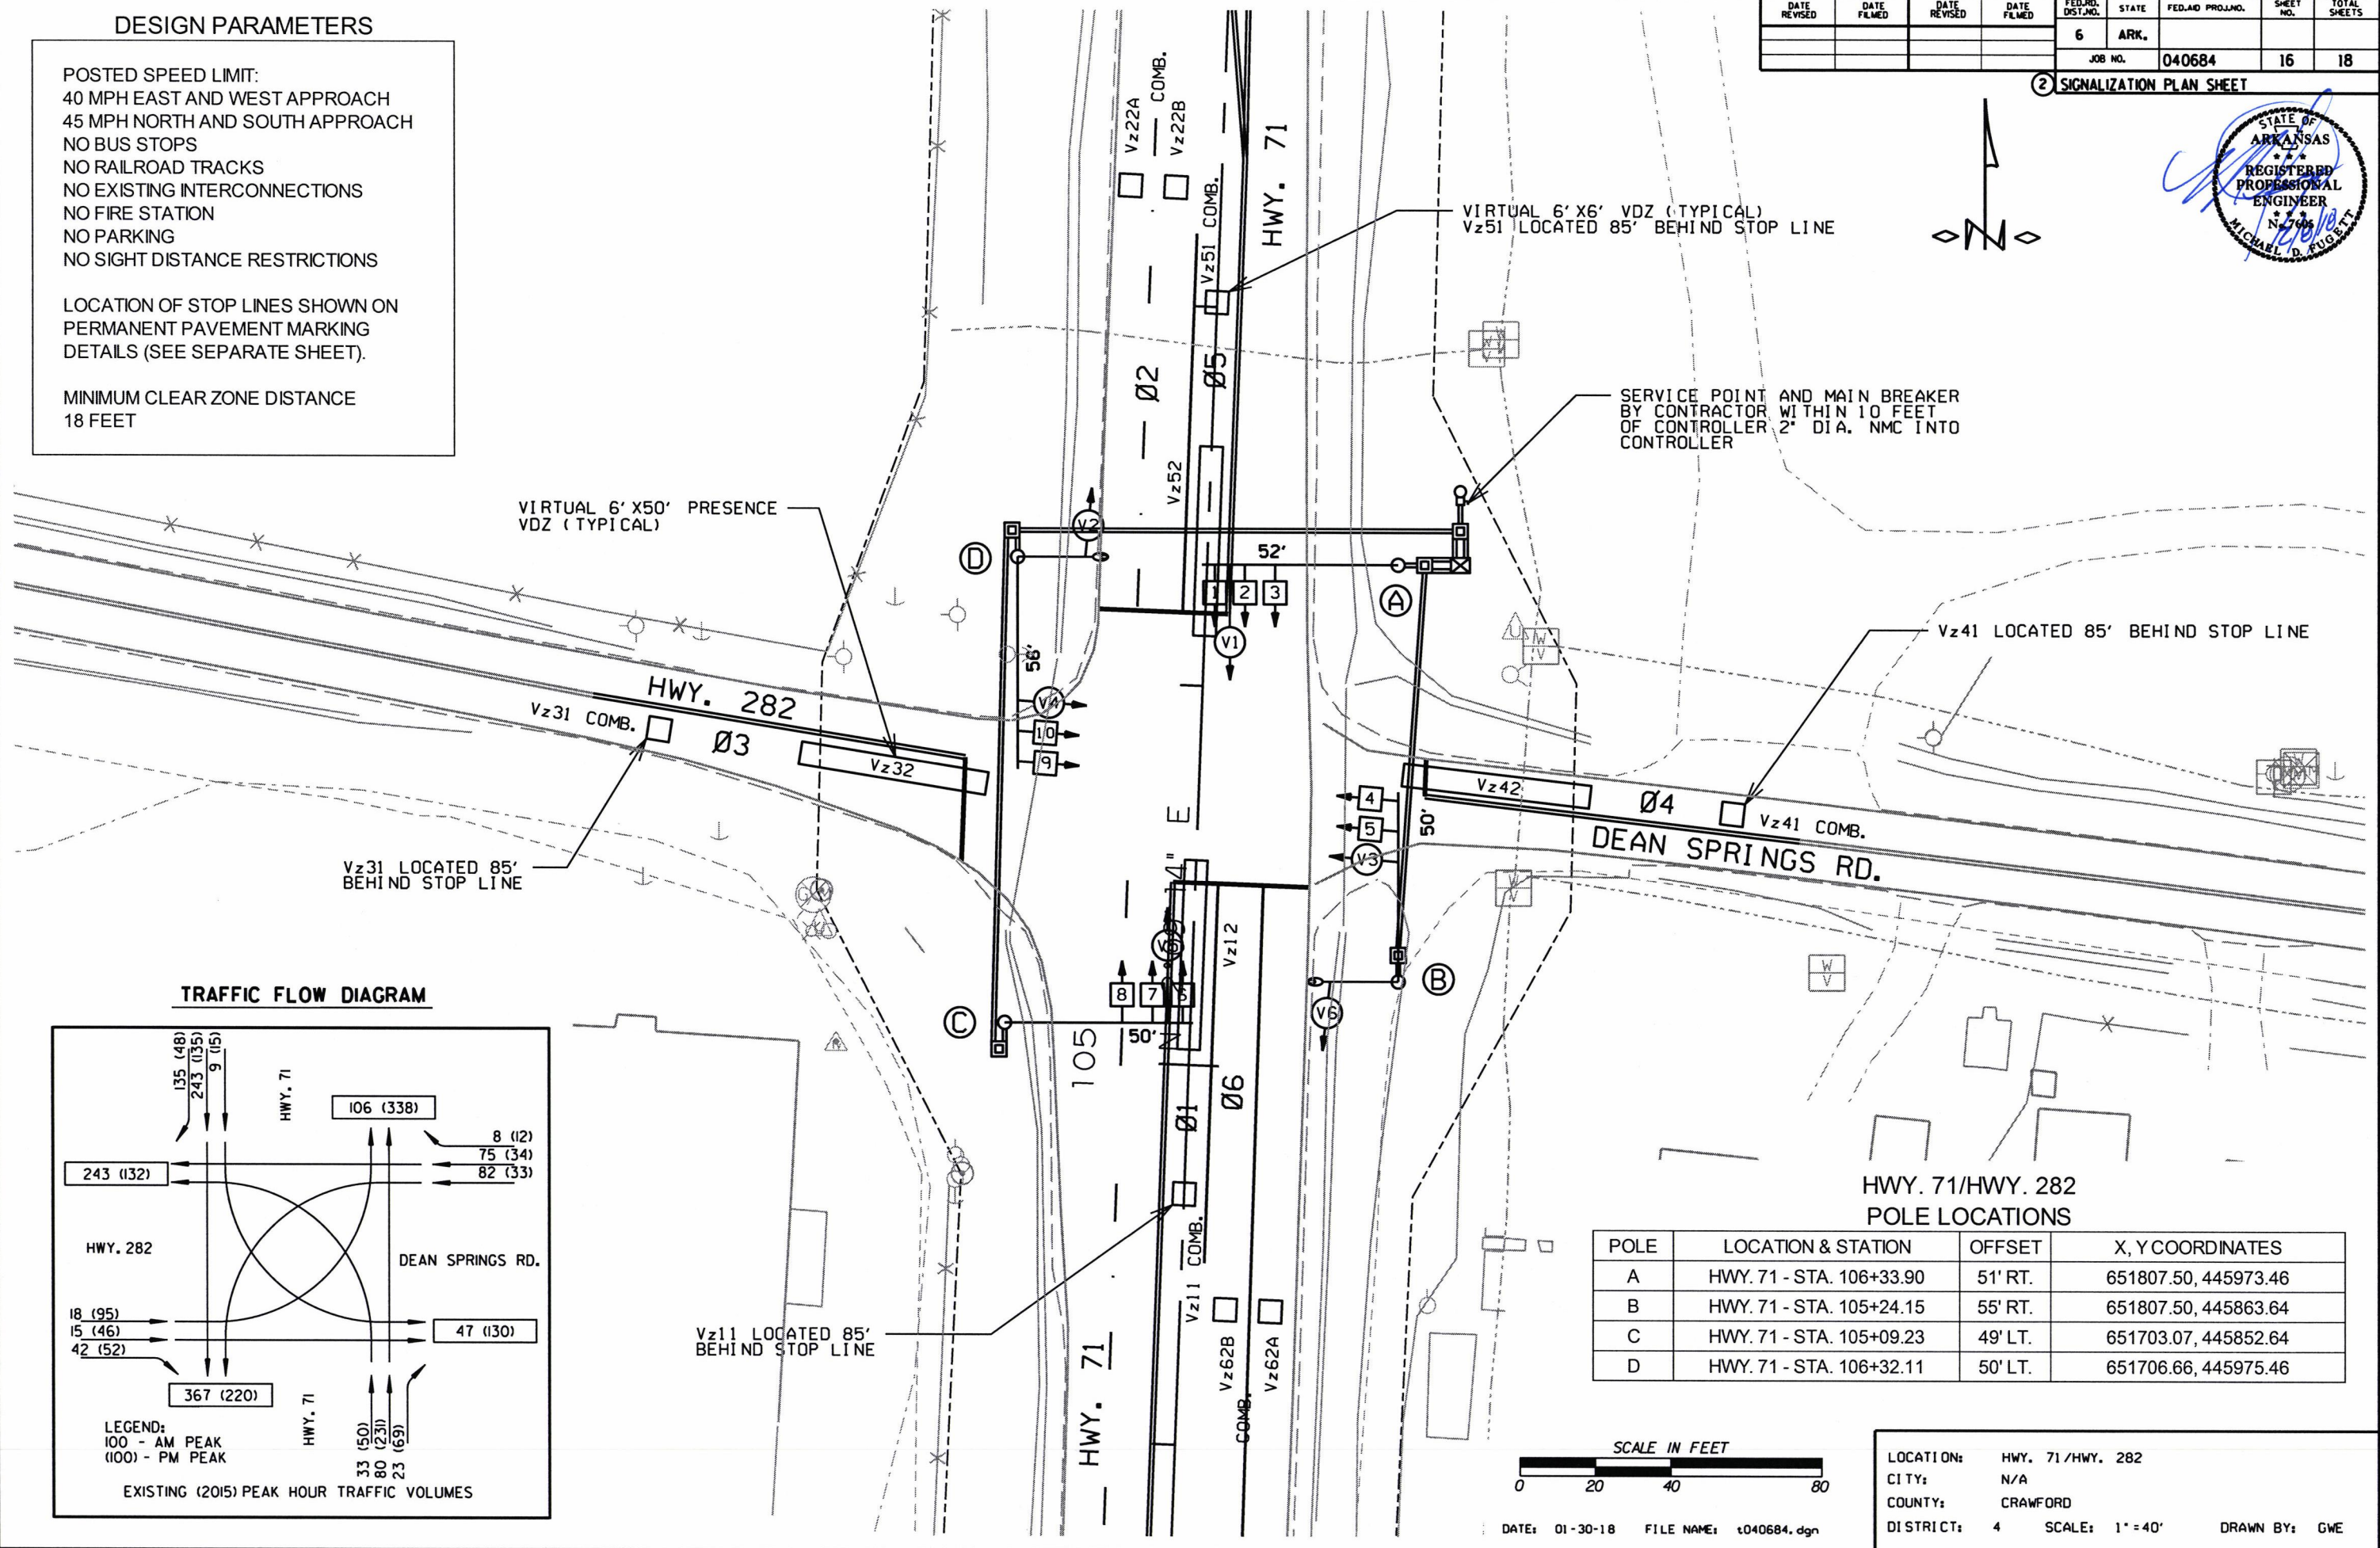 DESIGN PARAMETERS
POSTED SPEED LIMIT:
40 MPH EAST AND WEST APPROACH
45 MPH NORTH AND SOUTH APPROACH
NO BUS STOPS
NO RAILROAD TRACKS
NO EXISTING INTERCONNECTIONS
NO FIRE STATION
NO PARKING
NO SIGHT DISTANCE RESTRICTIONS
LOCATION OF STOP LINES SHOWN ON
PERMANENT PAVEMENT MARKING
DETAILS (SEE SEPARATE SHEET).
MINIMUM CLEAR ZONE DISTANCE
18 FEET
DATE REVISED
DATE FILMED
DATE REVISED
DATE FILMED
FED.RD. DIST.NO.
STATE
FED.AID PROJ.NO.
SHEET NO.
TOTAL SHEETS
6 ARK.
JOB NO. 040684 16 18
2 SIGNALIZATION PLAN SHEET
STATE OF
ARKANSAS
REGISTERED
PROFESSIONAL
ENGINEER
No. 7605
MICHAEL D. FUGETT
12/8/18
N
Vz22A
COMB.
Vz22B
Vz51 COMB.
HWY. 71
VIRTUAL 6'X6' VDZ (TYPICAL)
Vz51 LOCATED 85' BEHIND STOP LINE
Ø2
Ø5
Vz52
SERVICE POINT AND MAIN BREAKER
BY CONTRACTOR WITHIN 10 FEET
OF CONTROLLER 2" DIA. NMC INTO
CONTROLLER
VIRTUAL 6'X50' PRESENCE
VDZ (TYPICAL)
V2
D
52'
1 2 3
A
V1
56'
V4
10
9
Vz41 LOCATED 85' BEHIND STOP LINE
HWY. 282
Vz31 COMB.
Ø3
Vz32
4
5
V3
50'
Vz42
Ø4
Vz41 COMB.
DEAN SPRINGS RD.
Vz31 LOCATED 85'
BEHIND STOP LINE
E
14"
N
Vz12
8 7 6
B
V6
C
50'
105
Ø1
Ø6
Vz11 COMB.
Vz62B
COMB.
Vz62A
Vz11 LOCATED 85'
BEHIND STOP LINE
HWY. 71
TRAFFIC FLOW DIAGRAM
135 (48)
243 (135)
9 (15)
HWY. 71
106 (338)
8 (12)
75 (34)
82 (33)
243 (132)
HWY. 282
DEAN SPRINGS RD.
18 (95)
15 (46)
42 (52)
47 (130)
367 (220)
HWY. 71
33 (50)
80 (231)
23 (69)
LEGEND:
100 - AM PEAK
(100) - PM PEAK
EXISTING (2015) PEAK HOUR TRAFFIC VOLUMES
HWY. 71/HWY. 282
POLE LOCATIONS
POLE LOCATION & STATION OFFSET X, Y COORDINATES
A HWY. 71 - STA. 106+33.90 51' RT. 651807.50, 445973.46
B HWY. 71 - STA. 105+24.15 55' RT. 651807.50, 445863.64
C HWY. 71 - STA. 105+09.23 49' LT. 651703.07, 445852.64
D HWY. 71 - STA. 106+32.11 50' LT. 651706.66, 445975.46
SCALE IN FEET
0 20 40 80
DATE: 01-30-18 FILE NAME: t040684.dgn
LOCATION: HWY. 71/HWY. 282
CITY: N/A
COUNTY: CRAWFORD
DISTRICT: 4 SCALE: 1"=40' DRAWN BY: GWE